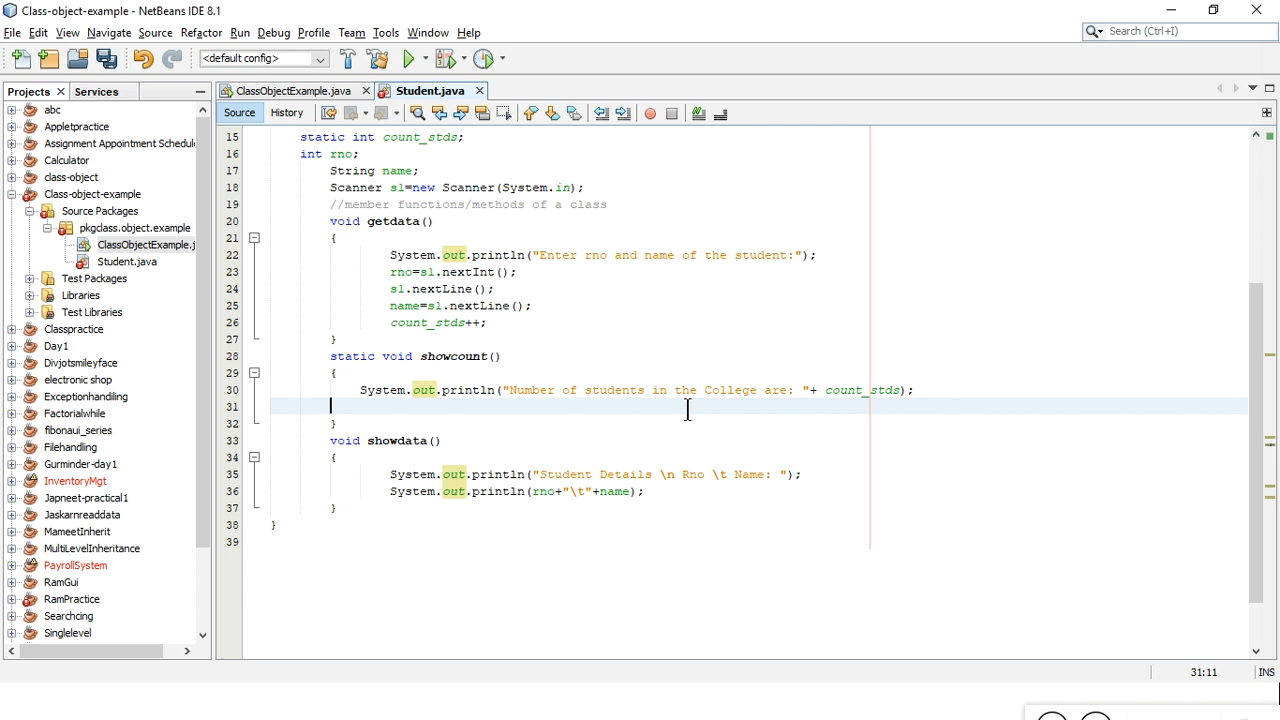 Class-object-example - NetBeans IDE 8.1
File Edit View Navigate Source Refactor Run Debug Profile Team Tools Window Help
Search (Ctrl+I)
<default config>
Projects Services
ClassObjectExample.java Student.java
Source History
abc
Appletpractice
Assignment Appointment Schedul
Calculator
class-object
Class-object-example
Source Packages
pkgclass.object.example
ClassObjectExample.j
Student.java
Test Packages
Libraries
Test Libraries
Classpractice
Day1
Divjotsmileyface
electronic shop
Exceptionhandling
Factorialwhile
fibonaui_series
Filehandling
Gurminder-day1
InventoryMgt
Japneet-practical1
Jaskarnreaddata
MameetInherit
MultiLevelInheritance
PayrollSystem
RamGui
RamPractice
Searching
Singlelevel
15 static int count_stds;
16 int rno;
17 String name;
18 Scanner s1=new Scanner(System.in);
19 //member functions/methods of a class
20 void getdata()
21 {
22 System.out.println("Enter rno and name of the student:");
23 rno=s1.nextInt();
24 s1.nextLine();
25 name=s1.nextLine();
26 count_stds++;
27 }
28 static void showcount()
29 {
30 System.out.println("Number of students in the College are: "+ count_stds);
31
32 }
33 void showdata()
34 {
35 System.out.println("Student Details \n Rno \t Name: ");
36 System.out.println(rno+"\t"+name);
37 }
38 }
39
31:11 INS